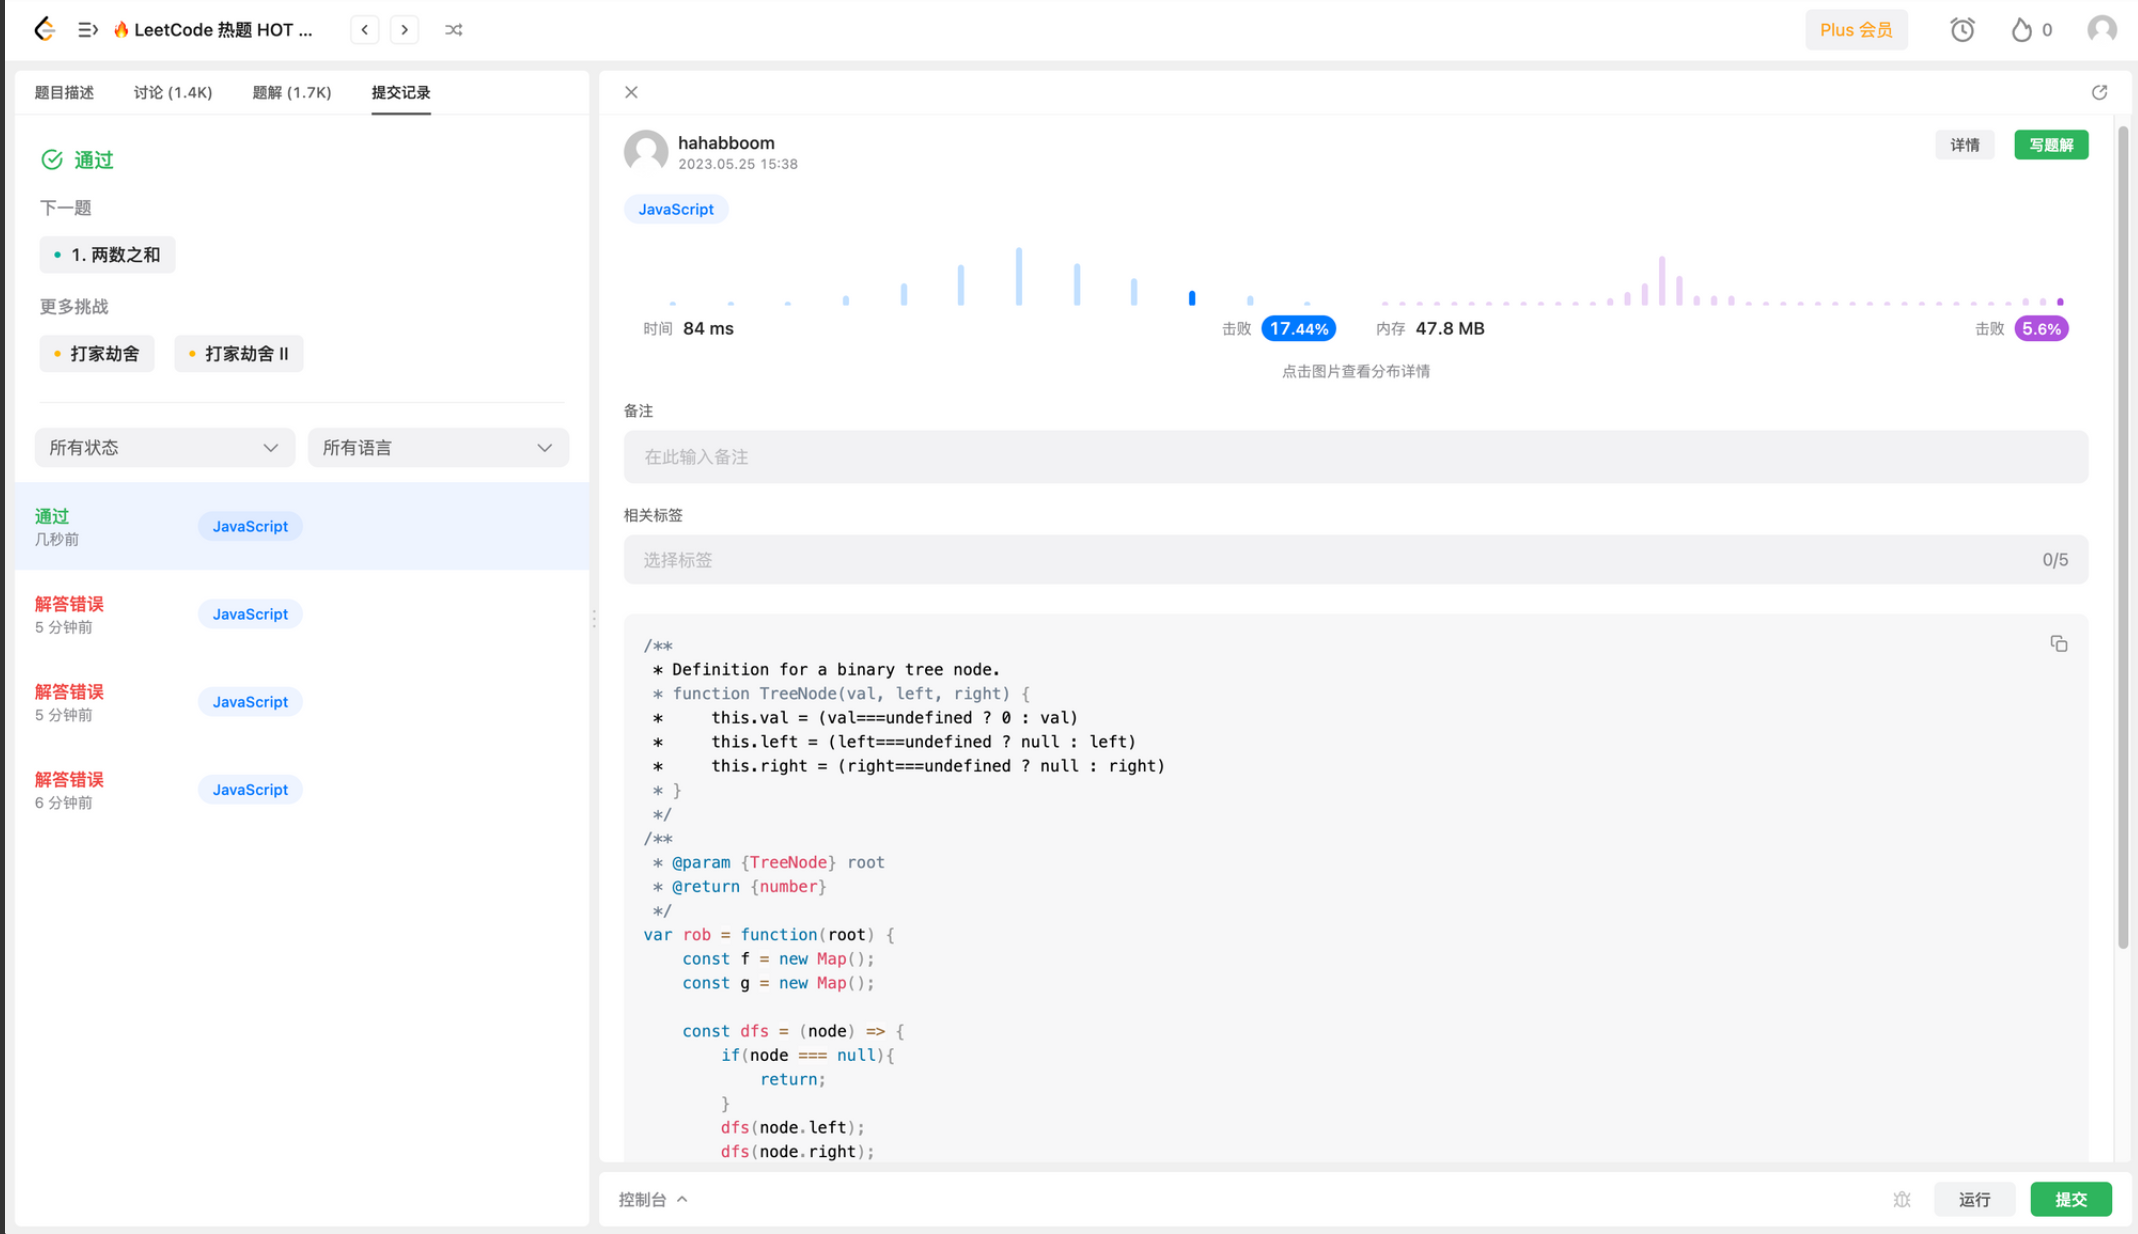 LeetCode 热题 HOT ...
Plus 会员
0
题目描述
讨论 (1.4K)
题解 (1.7K)
提交记录
通过
下一题
1. 两数之和
更多挑战
打家劫舍
打家劫舍 II
所有状态
所有语言
通过
几秒前
JavaScript
解答错误
5 分钟前
JavaScript
解答错误
5 分钟前
JavaScript
解答错误
6 分钟前
JavaScript
hahabboom
2023.05.25 15:38
详情
写题解
JavaScript
时间 84 ms
击败 17.44%
内存 47.8 MB
击败 5.6%
点击图片查看分布详情
备注
在此输入备注
相关标签
选择标签
0/5
/**
 * Definition for a binary tree node.
 * function TreeNode(val, left, right) {
 *     this.val = (val===undefined ? 0 : val)
 *     this.left = (left===undefined ? null : left)
 *     this.right = (right===undefined ? null : right)
 * }
 */
/**
 * @param {TreeNode} root
 * @return {number}
 */
var rob = function(root) {
    const f = new Map();
    const g = new Map();
    const dfs = (node) => {
        if(node === null){
            return;
        }
        dfs(node.left);
        dfs(node.right);
控制台
运行
提交